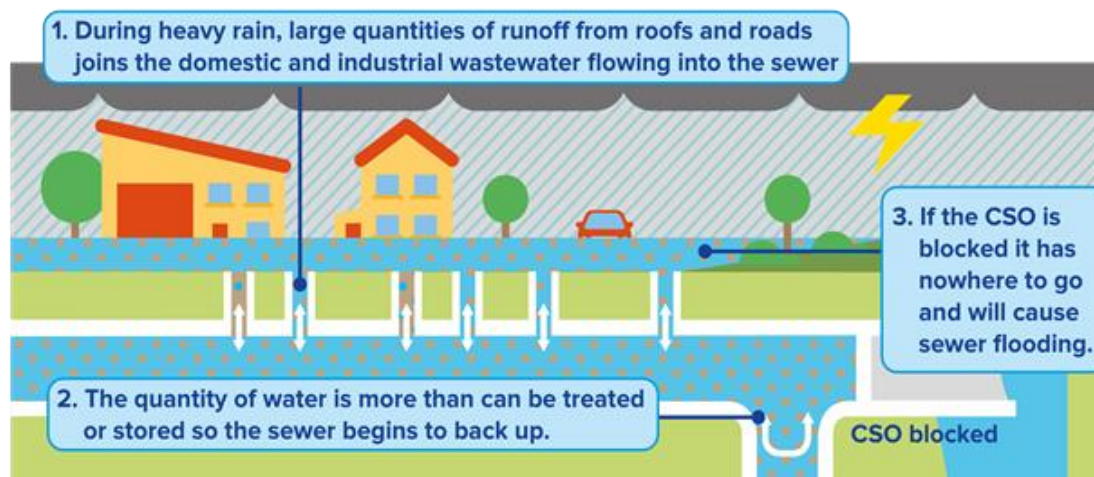 1. During heavy rain, large quantities of runoff from roofs and roads
joins the domestic and industrial wastewater flowing into the sewer
3. If the CSO is
blocked it has
nowhere to go
and will cause
sewer flooding.
2. The quantity of water is more than can be treated
or stored so the sewer begins to back up.
CSO blocked